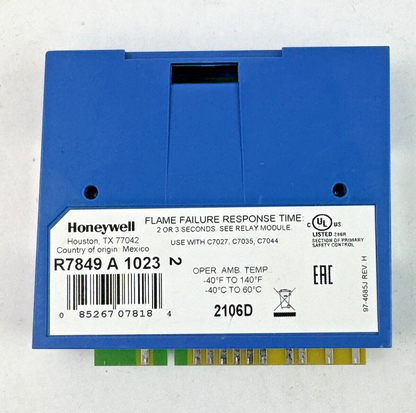 Honeywell
Houston, TX 77042
Country of origin: Mexico
FLAME FAILURE RESPONSE TIME:
2 OR 3 SECONDS. SEE RELAY MODULE.
USE WITH C7027, C7035, C7044
C UL US
LISTED 268R
SECTION OF PRIMARY
SAFETY CONTROL
R7849 A 1023 2
OPER. AMB. TEMP.:
-40°F TO 140°F
-40°C TO 60°C
EAC
0 85267 07818 4
2106D
97-4685J REV. H